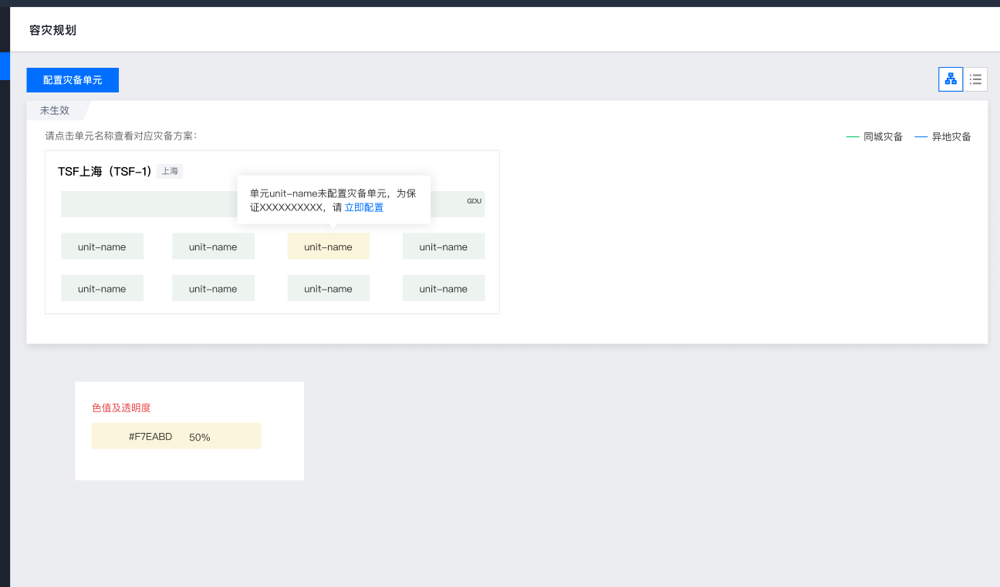 容灾规划
配置灾备单元
未生效
请点击单元名称查看对应灾备方案：
同城灾备 异地灾备
TSF上海（TSF-1） 上海
单元unit-name未配置灾备单元，为保
证XXXXXXXXXX，请 立即配置
GDU
unit-name unit-name unit-name unit-name
unit-name unit-name unit-name unit-name
色值及透明度
#F7EABD 50%